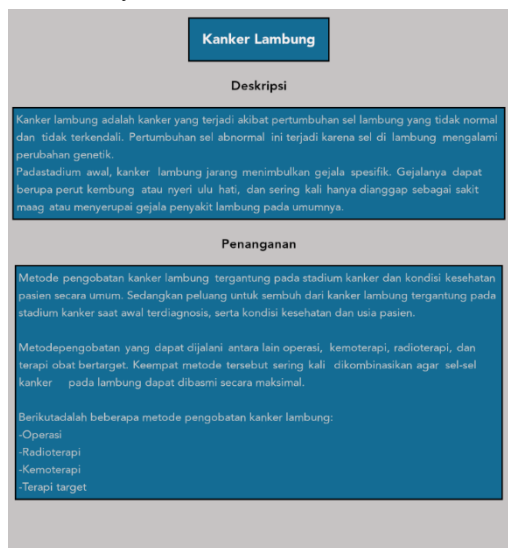 Kanker Lambung
Deskripsi
Kanker lambung adalah kanker yang terjadi akibat pertumbuhan sel lambung yang tidak normal
dan tidak terkendali. Pertumbuhan sel abnormal ini terjadi karena sel di lambung mengalami
perubahan genetik.
Padastadium awal, kanker lambung jarang menimbulkan gejala spesifik. Gejalanya dapat
berupa perut kembung atau nyeri ulu hati, dan sering kali hanya dianggap sebagai sakit
maag atau menyerupai gejala penyakit lambung pada umumnya.
Penanganan
Metode pengobatan kanker lambung tergantung pada stadium kanker dan kondisi kesehatan
pasien secara umum. Sedangkan peluang untuk sembuh dari kanker lambung tergantung pada
stadium kanker saat awal terdiagnosis, serta kondisi kesehatan dan usia pasien.
Metodepengobatan yang dapat dijalani antara lain operasi, kemoterapi, radioterapi, dan
terapi obat bertarget. Keempat metode tersebut sering kali dikombinasikan agar sel-sel
kanker pada lambung dapat dibasmi secara maksimal.
Berikutadalah beberapa metode pengobatan kanker lambung:
-Operasi
-Radioterapi
-Kemoterapi
-Terapi target